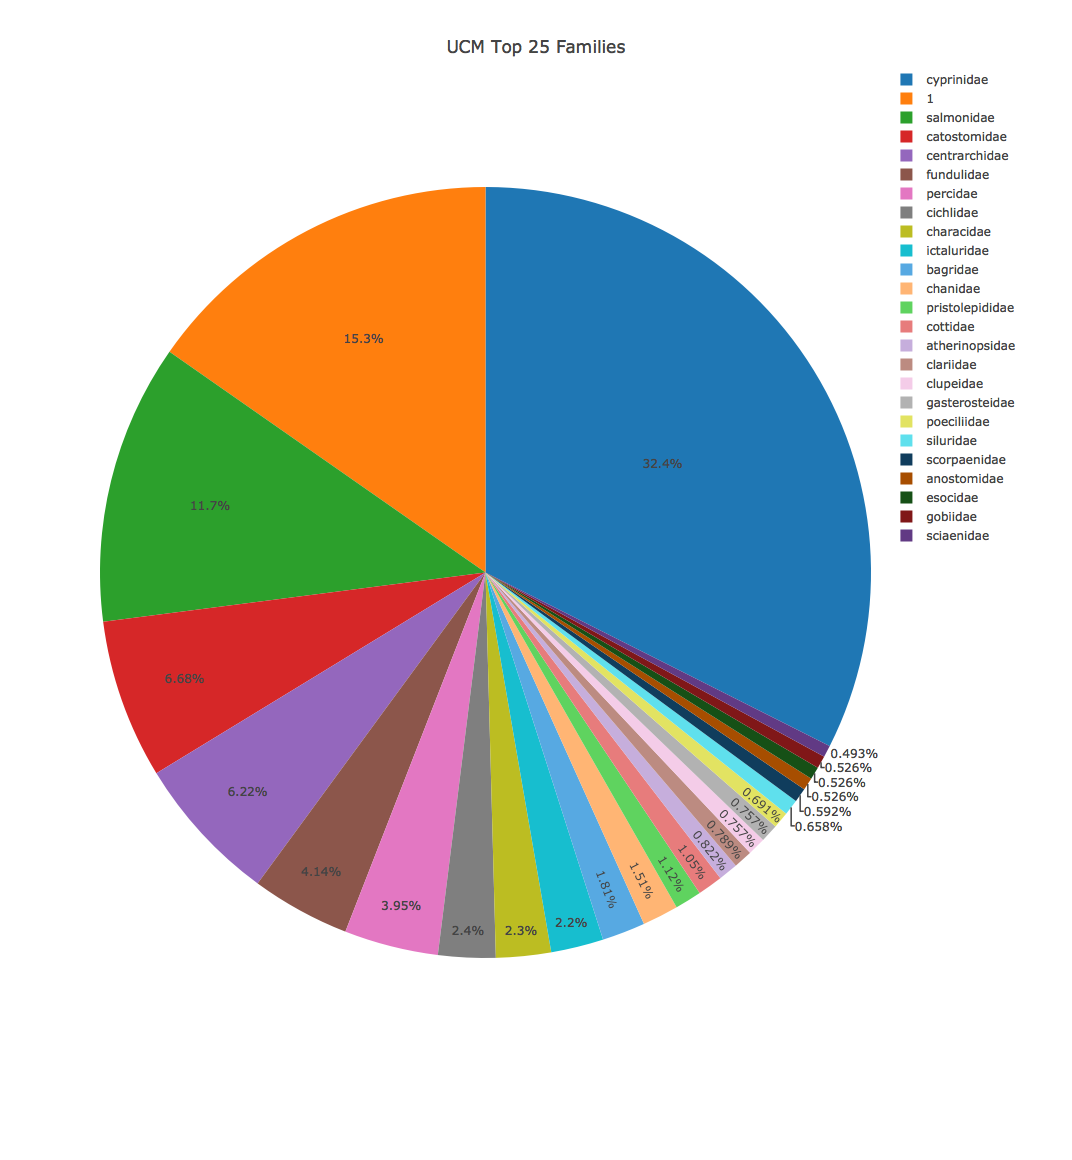 UCM Top 25 Families
cyprinidae
1
salmonidae
catostomidae
centrarchidae
fundulidae
percidae
cichlidae
characidae
ictaluridae
bagridae
chanidae
pristolepididae
cottidae
atherinopsidae
clariidae
clupeidae
gasterosteidae
poeciliidae
siluridae
scorpaenidae
anostomidae
esocidae
gobiidae
sciaenidae
32.4%
15.3%
11.7%
6.68%
6.22%
4.14%
3.95%
2.4%
2.3%
2.2%
1.81%
1.51%
1.12%
1.05%
0.822%
0.789%
0.757%
0.757%
0.691%
0.658%
0.592%
0.526%
0.526%
0.526%
0.493%